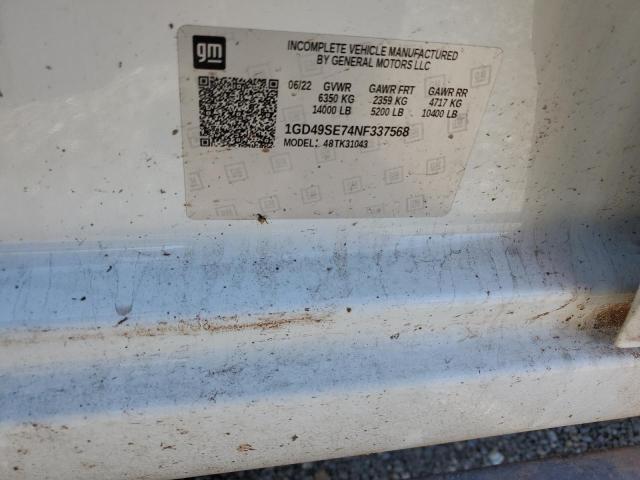 gm
INCOMPLETE VEHICLE MANUFACTURED
BY GENERAL MOTORS LLC
06/22 GVWR GAWR FRT GAWR RR
6350 KG 2359 KG 4717 KG
14000 LB 5200 LB 10400 LB
1GD49SE74NF337568
MODEL: 48TK31043